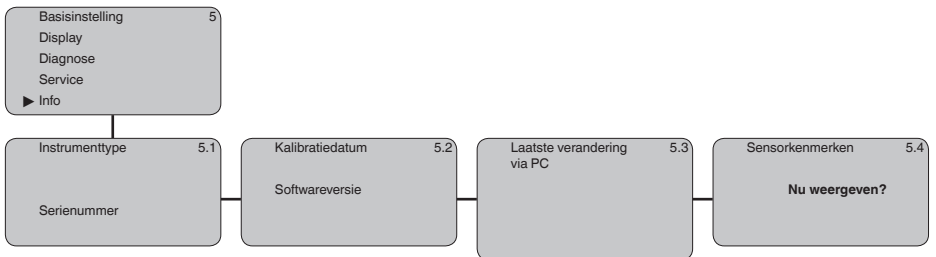 Basisinstelling 5
Display
Diagnose
Service
▶ Info
Instrumenttype 5.1
Serienummer
Kalibratiedatum 5.2
Softwareversie
Laatste verandering 5.3
via PC
Sensorkenmerken 5.4
Nu weergeven?